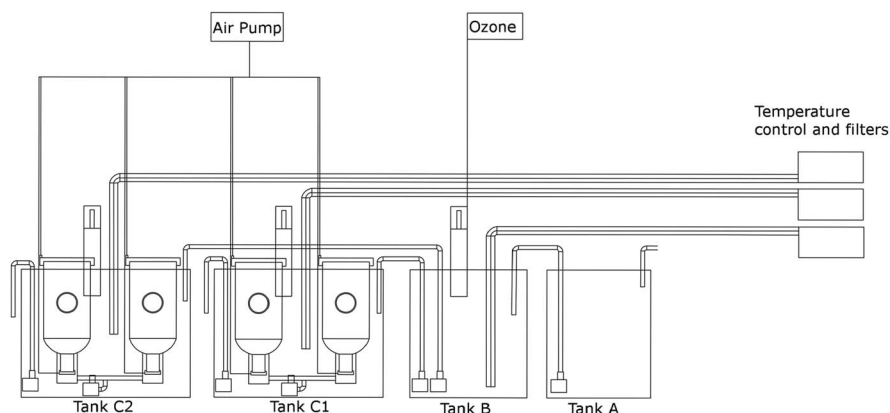 Air Pump
Ozone
Temperature
control and filters
Tank C2
Tank C1
Tank B
Tank A